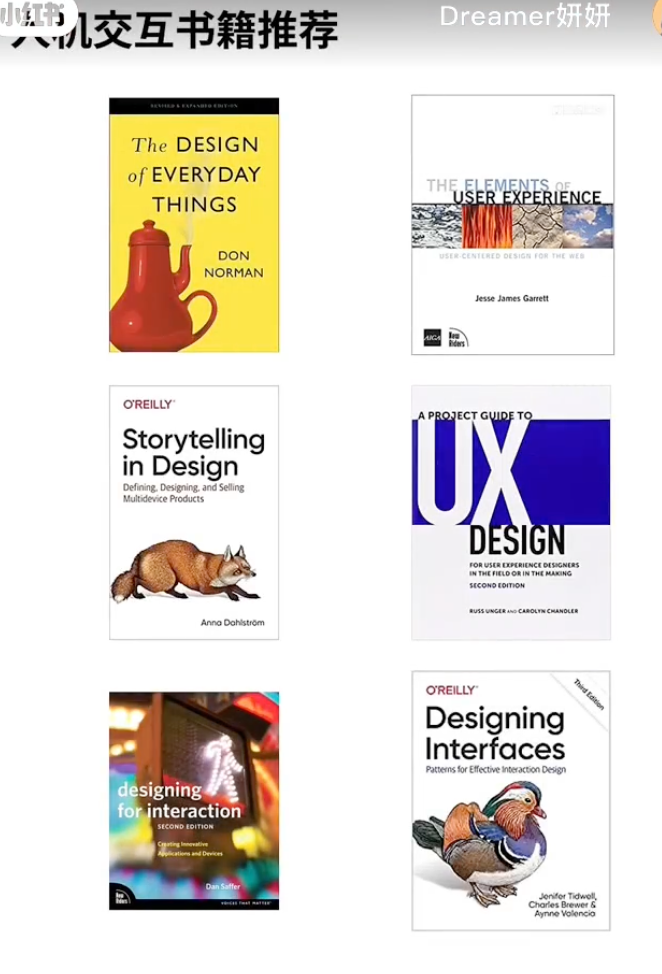 小红书
人机交互书籍推荐
Dreamer妍妍
REVISED & EXPANDED EDITION
The DESIGN
of EVERYDAY
THINGS
DON
NORMAN
THE ELEMENTS OF
USER EXPERIENCE
USER-CENTERED DESIGN FOR THE WEB
Jesse James Garrett
AIGA
New
Riders
O'REILLY®
Storytelling
in Design
Defining, Designing, and Selling
Multidevice Products
Anna Dahlström
A PROJECT GUIDE TO
UX
DESIGN
FOR USER EXPERIENCE DESIGNERS
IN THE FIELD OR IN THE MAKING
SECOND EDITION
RUSS UNGER AND CAROLYN CHANDLER
designing
for interaction
SECOND EDITION
Creating Innovative
Applications and Devices
Dan Saffer
New
Riders
VOICES THAT MATTER™
O'REILLY®
Third Edition
Designing
Interfaces
Patterns for Effective Interaction Design
Jenifer Tidwell,
Charles Brewer &
Aynne Valencia